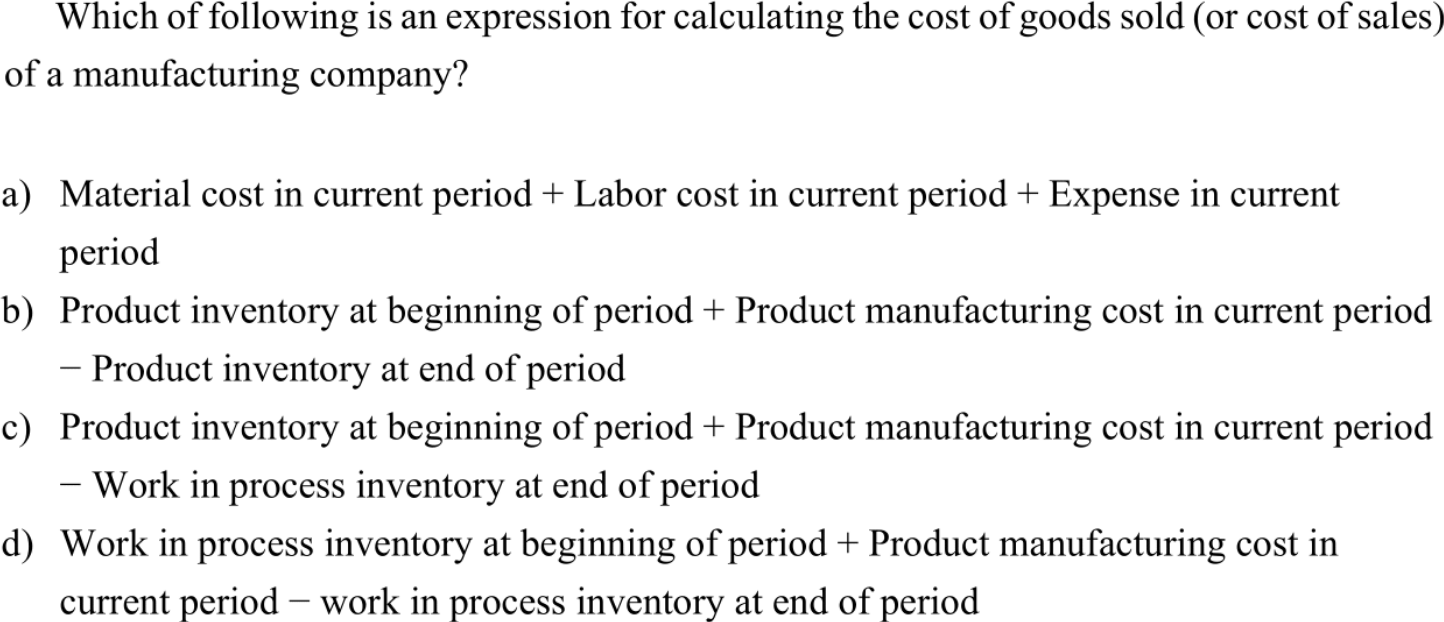 Which of following is an expression for calculating the cost of goods sold (or cost of sales)
of a manufacturing company?
a) Material cost in current period + Labor cost in current period + Expense in current
period
b) Product inventory at beginning of period + Product manufacturing cost in current period
− Product inventory at end of period
c) Product inventory at beginning of period + Product manufacturing cost in current period
− Work in process inventory at end of period
d) Work in process inventory at beginning of period + Product manufacturing cost in
current period − work in process inventory at end of period